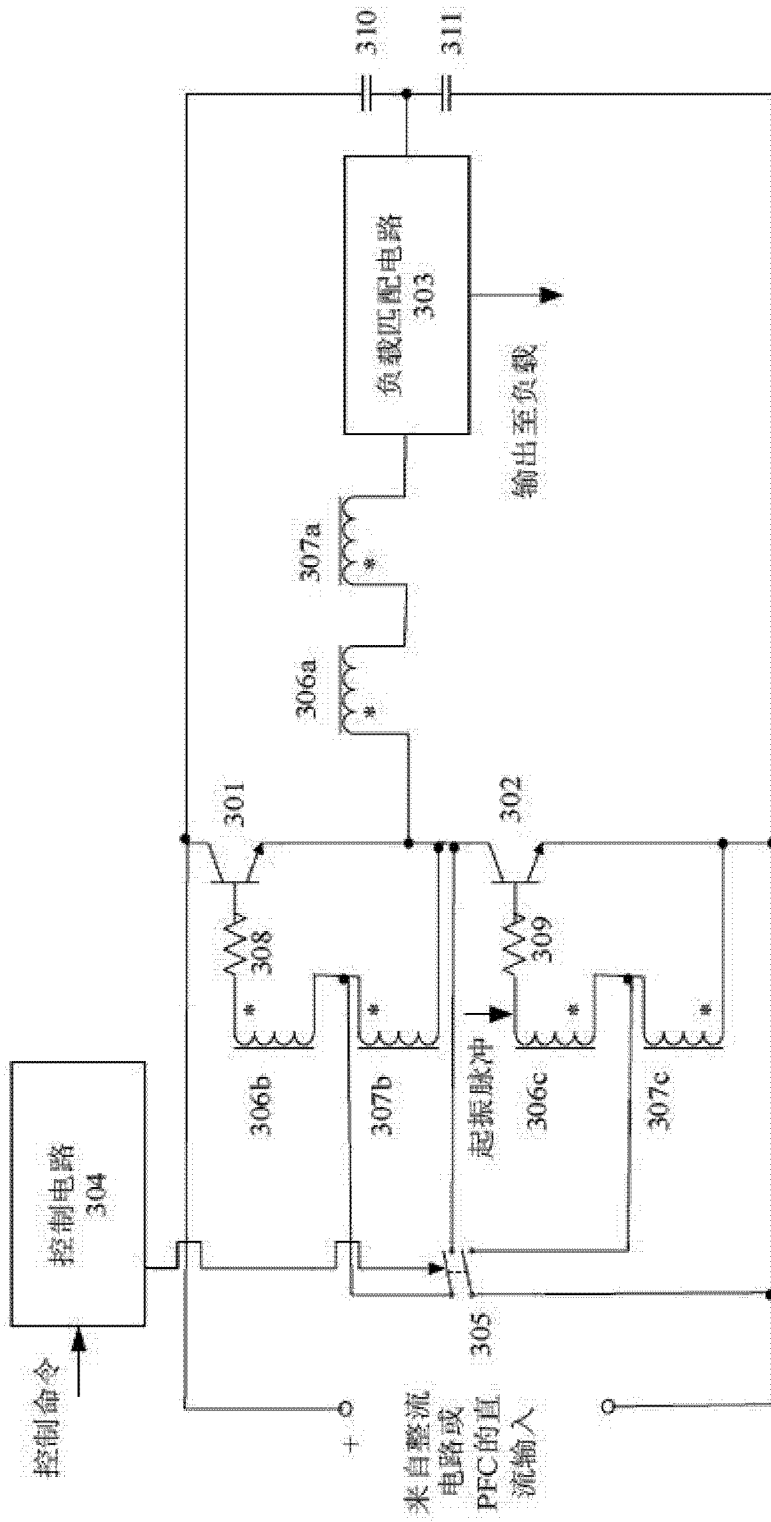 控制命令
控制电路
304
306b
307b
308
301
306a
307a
负载匹配电路
303
310
311
输出至负载
起振脉冲
306c
307c
309
302
305
+
来自整流
电路或
PFC的直
流输入
*
*
*
*
*
*